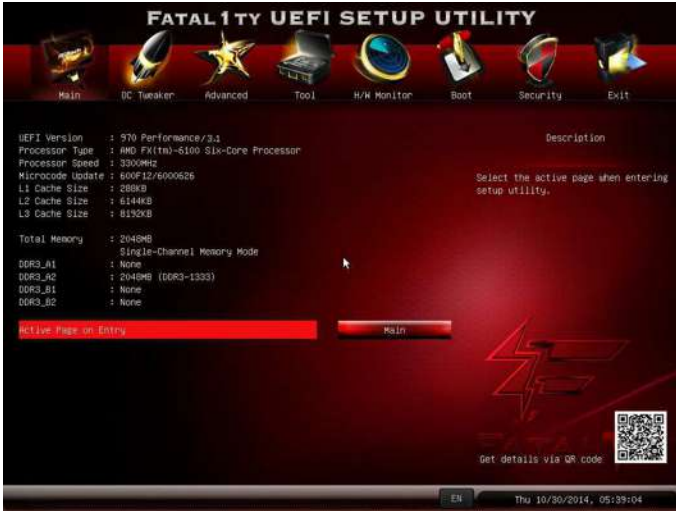 FATAL1TY UEFI SETUP UTILITY
Main OC Tweaker Advanced Tool H/W Monitor Boot Security Exit
UEFI Version : 970 Performance/3.1
Processor Type : AMD FX(tm)-6100 Six-Core Processor
Processor Speed : 3300MHz
Microcode Update : 600F12/6000626
L1 Cache Size : 288KB
L2 Cache Size : 6144KB
L3 Cache Size : 8192KB
Total Memory : 2048MB
Single-Channel Memory Mode
DDR3_A1 : None
DDR3_A2 : 2048MB (DDR3-1333)
DDR3_B1 : None
DDR3_B2 : None
Active Page on Entry Main
Description
Select the active page when entering
setup utility.
FATAL1TY
Get details via QR code
EN Thu 10/30/2014, 05:39:04